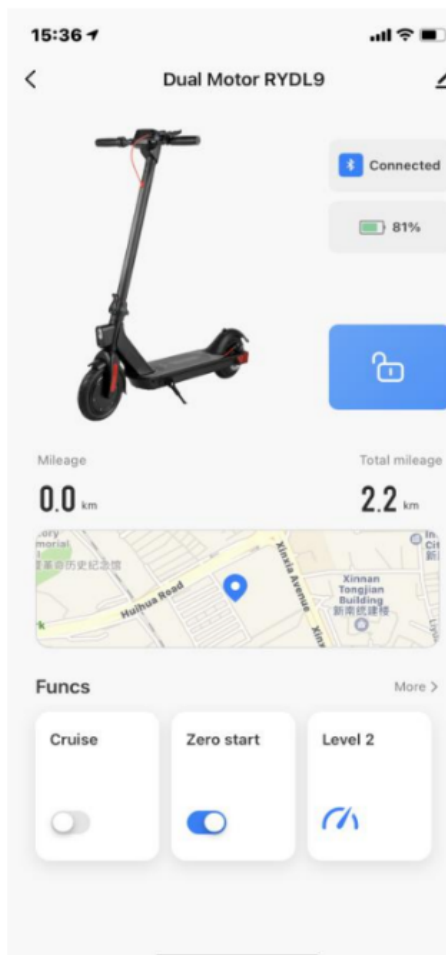 15:36
Dual Motor RYDL9
Connected
81%
Mileage
Total mileage
0.0 km
2.2 km
Huihua Road
Xinxia Avenue
Xinnan
Tongjian
Building
新南统建楼
Funcs
More >
Cruise
Zero start
Level 2